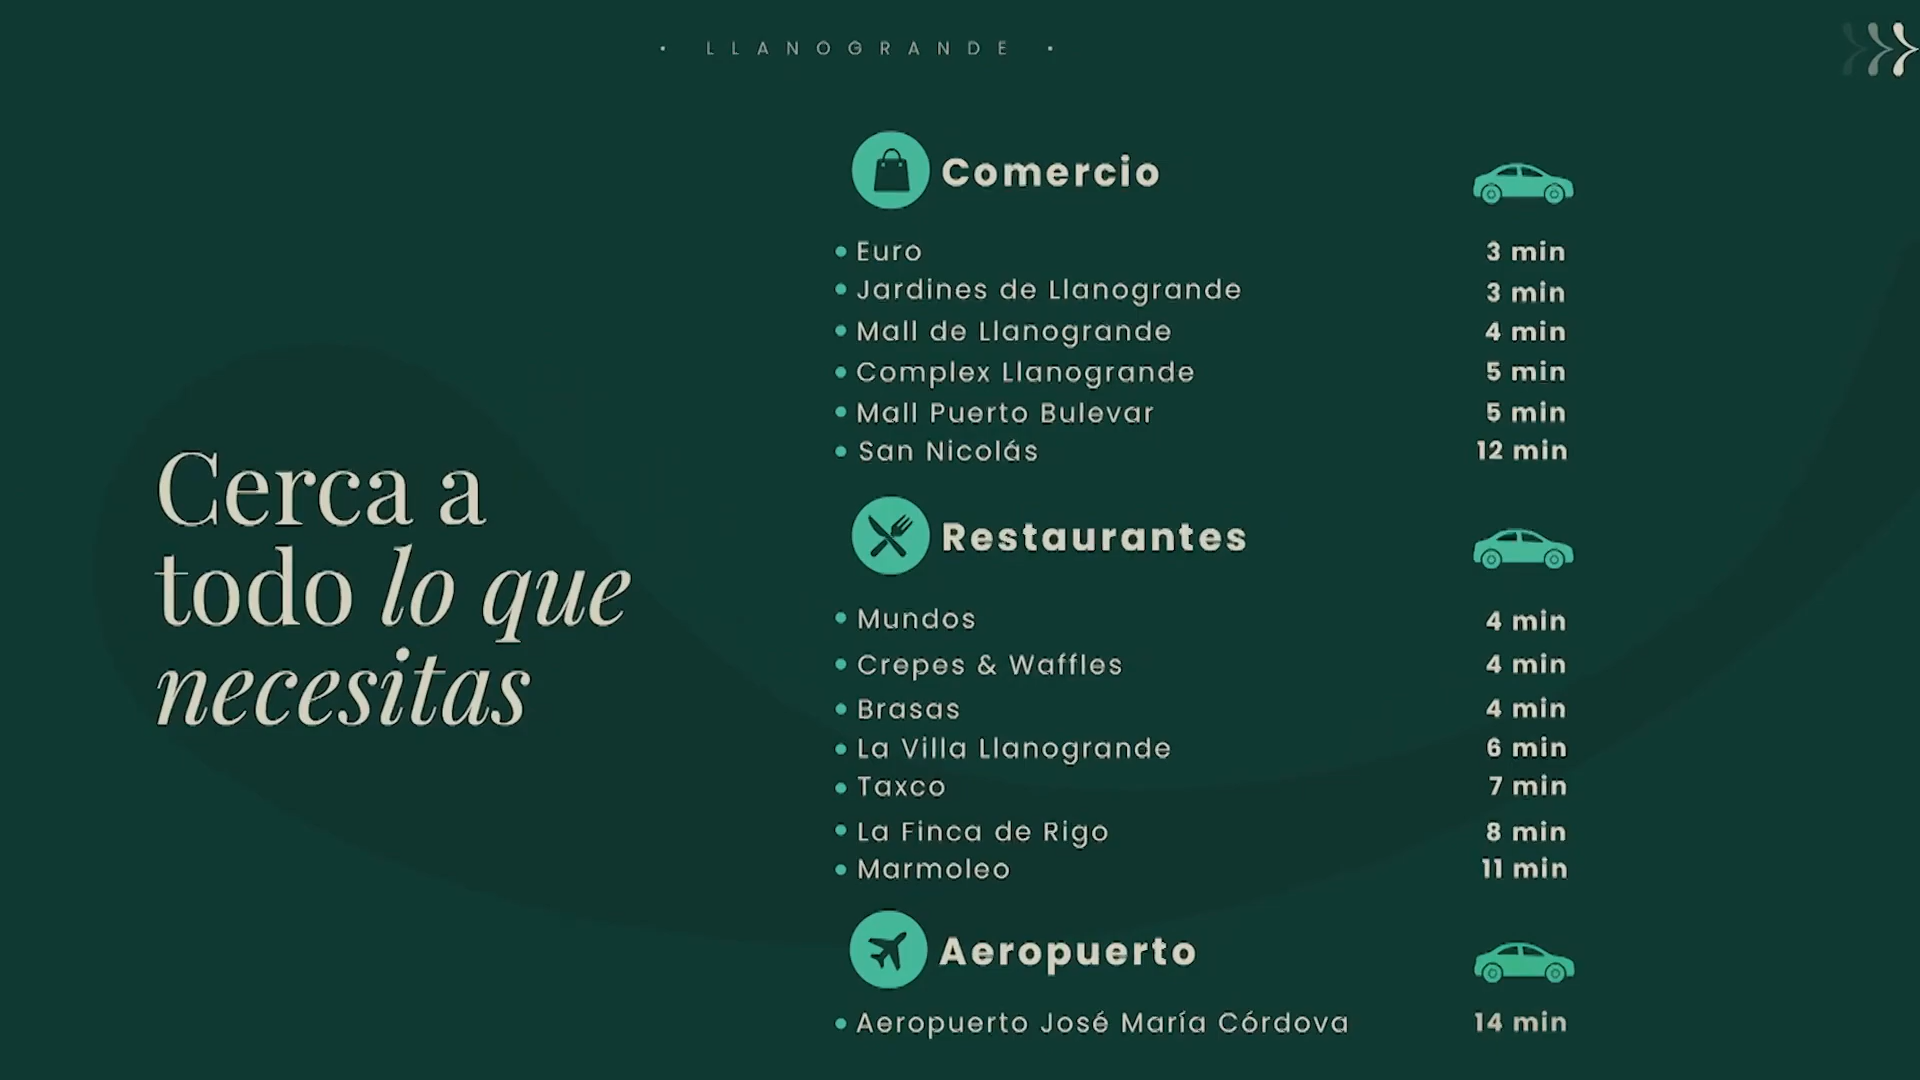 • LLANOGRANDE •
Cerca a
todo lo que
necesitas
Comercio
• Euro 3 min
• Jardines de Llanogrande 3 min
• Mall de Llanogrande 4 min
• Complex Llanogrande 5 min
• Mall Puerto Bulevar 5 min
• San Nicolás 12 min
Restaurantes
• Mundos 4 min
• Crepes & Waffles 4 min
• Brasas 4 min
• La Villa Llanogrande 6 min
• Taxco 7 min
• La Finca de Rigo 8 min
• Marmoleo 11 min
Aeropuerto
• Aeropuerto José María Córdova 14 min